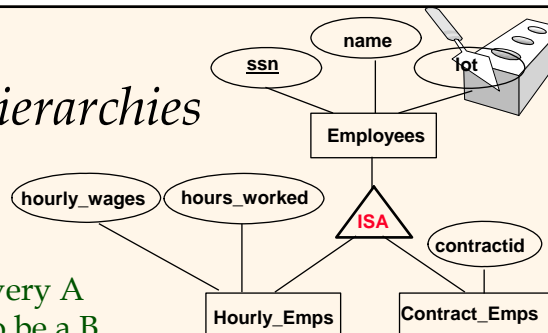 name
ssn
lot
ierarchies
Employees
hourly_wages
hours_worked
ISA
contractid
very A
o be a B
Hourly_Emps
Contract_Emps